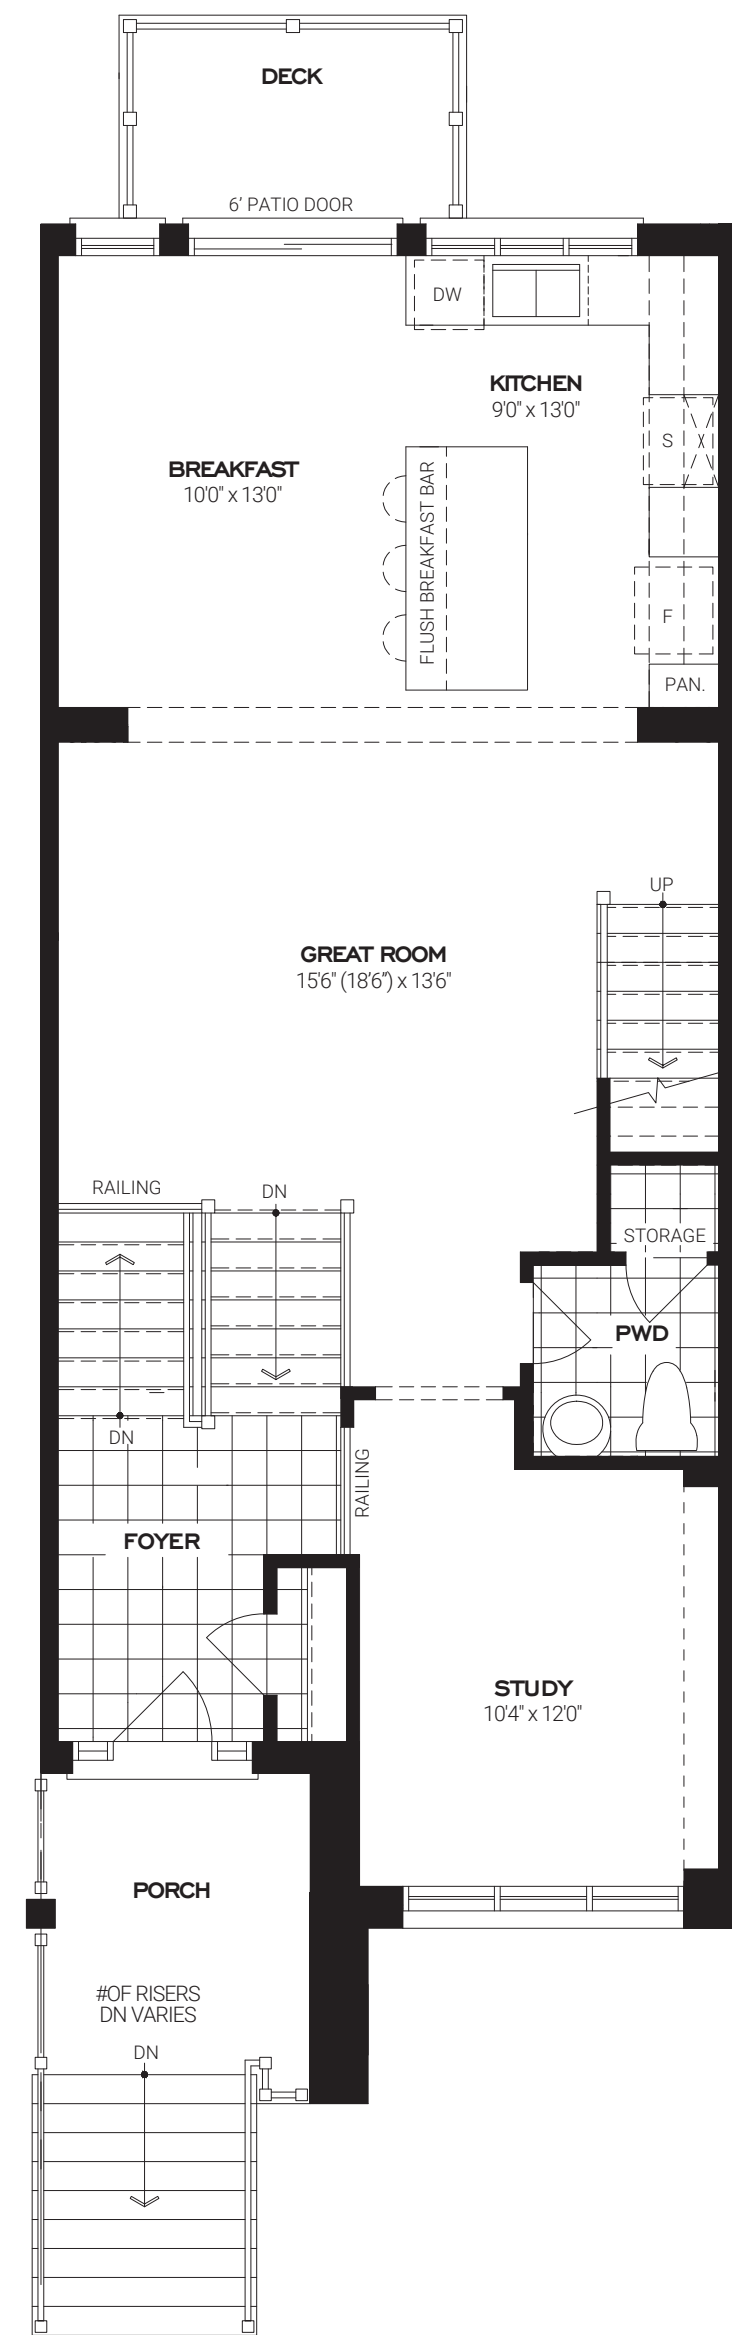 DECK
6' PATIO DOOR
DW
KITCHEN
9'0" x 13'0"
S
BREAKFAST
10'0" x 13'0"
FLUSH BREAKFAST BAR
F
PAN.
UP
GREAT ROOM
15'6" (18'6") x 13'6"
RAILING
DN
STORAGE
PWD
DN
RAILING
FOYER
STUDY
10'4" x 12'0"
PORCH
#OF RISERS
DN VARIES
DN